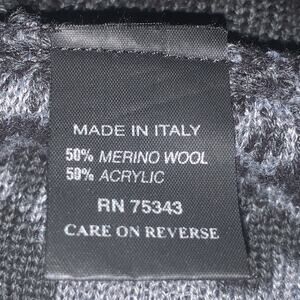 MADE IN ITALY
50% MERINO WOOL
50% ACRYLIC
RN 75343
CARE ON REVERSE